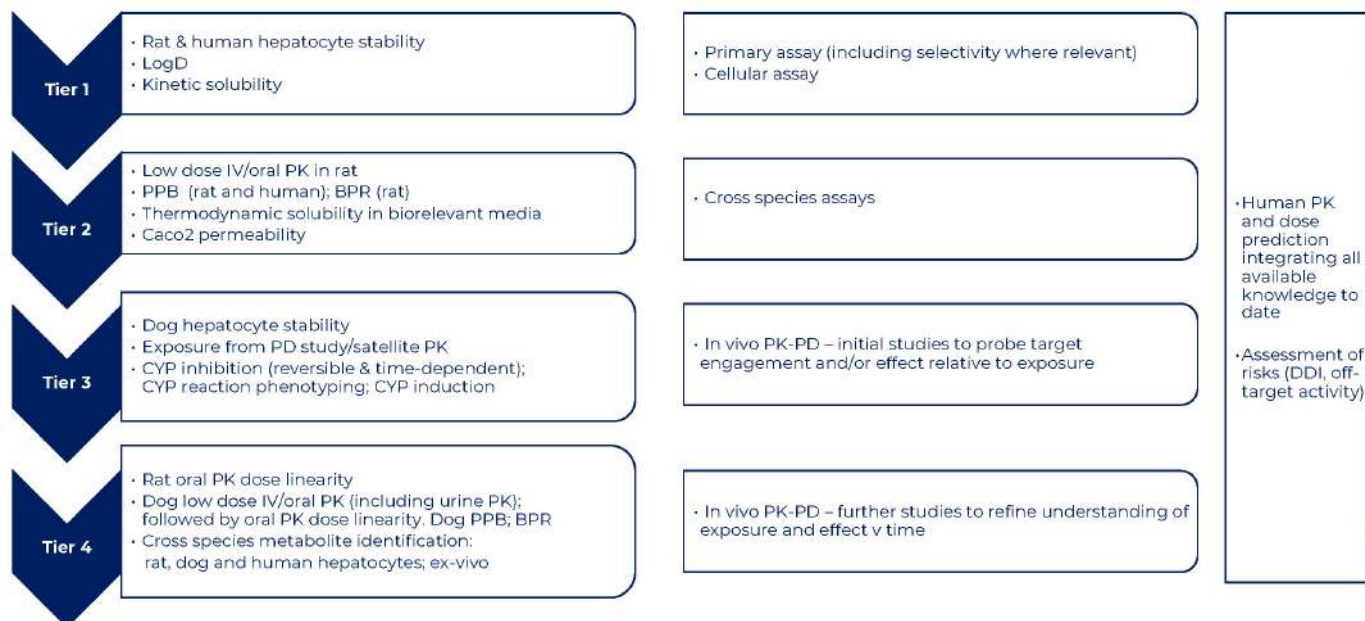 Tier 1
· Rat & human hepatocyte stability
· LogD
· Kinetic solubility
· Primary assay (including selectivity where relevant)
· Cellular assay
Tier 2
· Low dose IV/oral PK in rat
· PPB (rat and human); BPR (rat)
· Thermodynamic solubility in biorelevant media
· Caco2 permeability
· Cross species assays
Tier 3
· Dog hepatocyte stability
· Exposure from PD study/satellite PK
· CYP inhibition (reversible & time-dependent);
CYP reaction phenotyping; CYP induction
· In vivo PK-PD – initial studies to probe target
engagement and/or effect relative to exposure
Tier 4
· Rat oral PK dose linearity
· Dog low dose IV/oral PK (including urine PK);
followed by oral PK dose linearity. Dog PPB; BPR
· Cross species metabolite identification:
rat, dog and human hepatocytes; ex-vivo
· In vivo PK-PD – further studies to refine understanding of
exposure and effect v time
· Human PK
and dose
prediction
integrating all
available
knowledge to
date
· Assessment of
risks (DDI, off-
target activity)